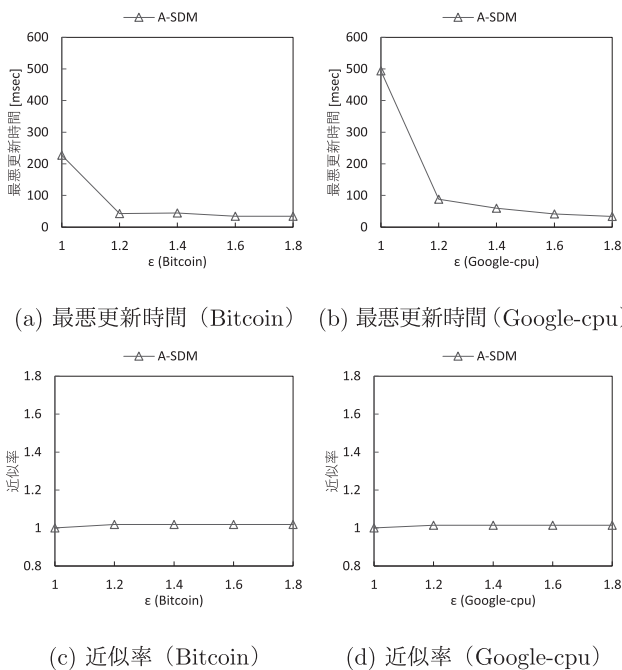 A-SDM
600
500
400
300
200
100
0
最悪更新時間 [msec]
1 1.2 1.4 1.6 1.8
ε (Bitcoin)
A-SDM
600
500
400
300
200
100
0
最悪更新時間 [msec]
1 1.2 1.4 1.6 1.8
ε (Google-cpu)
(a) 最悪更新時間（Bitcoin）
(b) 最悪更新時間（Google-cpu）
A-SDM
1.8
1.6
1.4
1.2
1
0.8
近似率
1 1.2 1.4 1.6 1.8
ε (Bitcoin)
A-SDM
1.8
1.6
1.4
1.2
1
0.8
近似率
1 1.2 1.4 1.6 1.8
ε (Google-cpu)
(c) 近似率（Bitcoin）
(d) 近似率（Google-cpu）